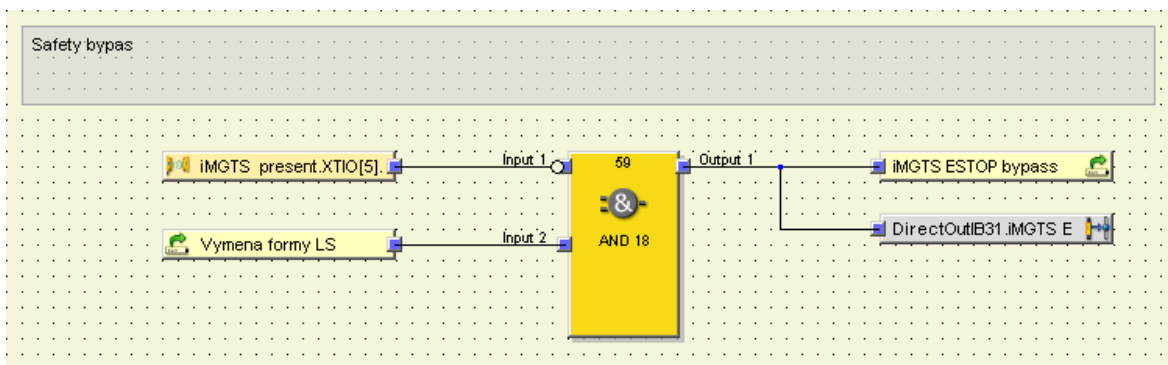 Safety bypas
iMGTS present.XTIO[5].
Input 1
59
Output 1
iMGTS ESTOP bypass
&
DirectOutIB31.iMGTS E
Vymena formy LS
Input 2
AND 18